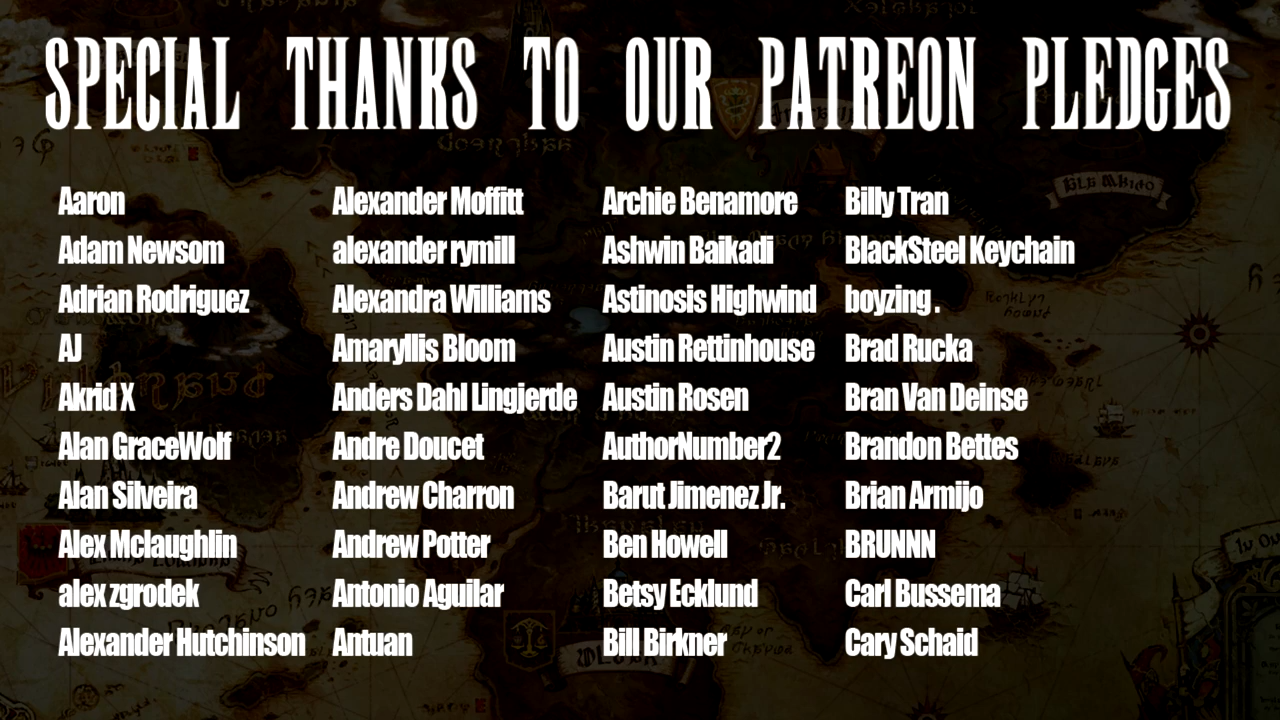 SPECIAL THANKS TO OUR PATREON PLEDGES
Aaron
Adam Newsom
Adrian Rodriguez
AJ
Akrid X
Alan GraceWolf
Alan Silveira
Alex Mclaughlin
alex zgrodek
Alexander Hutchinson
Alexander Moffitt
alexander rymill
Alexandra Williams
Amaryllis Bloom
Anders Dahl Lingjerde
Andre Doucet
Andrew Charron
Andrew Potter
Antonio Aguilar
Antuan
Archie Benamore
Ashwin Baikadi
Astinosis Highwind
Austin Rettinhouse
Austin Rosen
AuthorNumber2
Barut Jimenez Jr.
Ben Howell
Betsy Ecklund
Bill Birkner
Billy Tran
BlackSteel Keychain
boyzing .
Brad Rucka
Bran Van Deinse
Brandon Bettes
Brian Armijo
BRUNNN
Carl Bussema
Cary Schaid